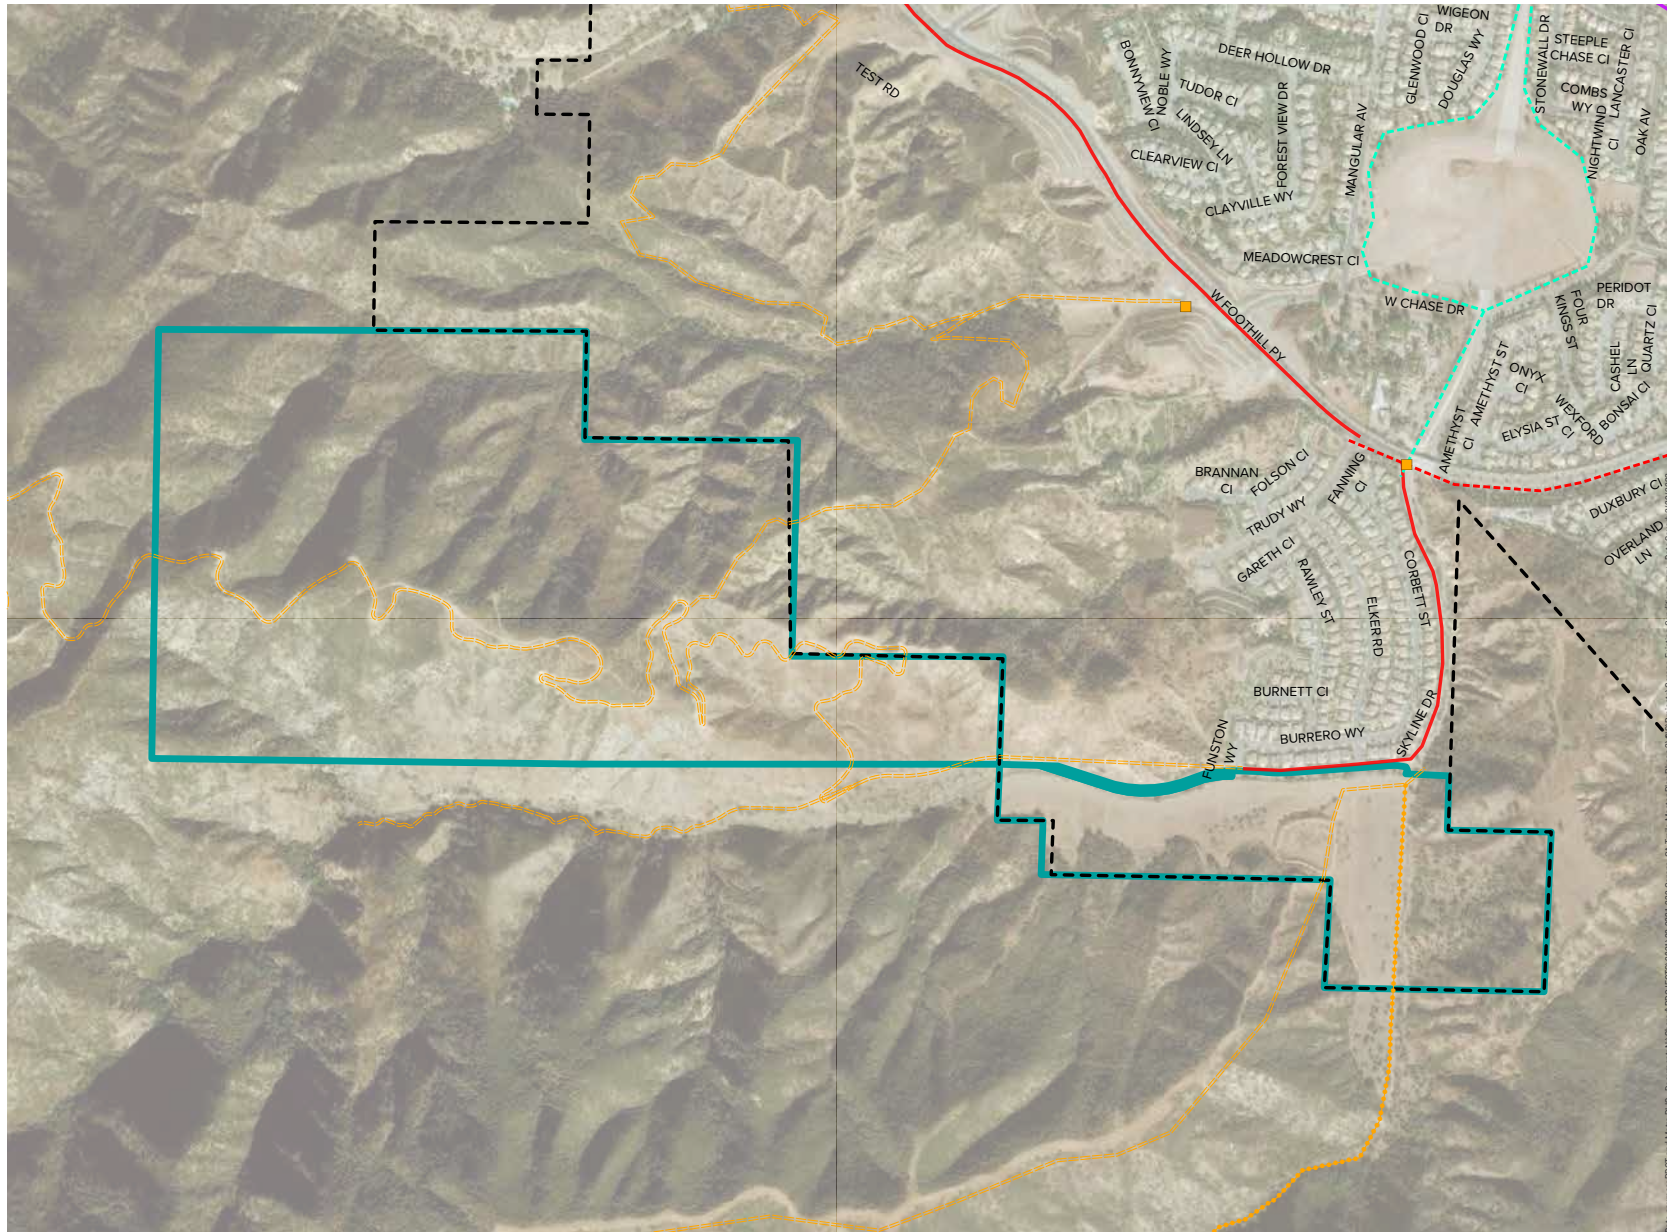 WIGEON
DR
GLENWOOD CI
DOUGLAS WY
STONEWALL DR
STEEPLE
CHASE CI
LANCASTER CI
COMBS
WY
NIGHTWIND
CI
OAK AV
DEER HOLLOW DR
BONNYVIEW CI
NOBLE WY
TUDOR CI
LINDSEY LN
FOREST VIEW DR
CLEARVIEW CI
MANGULAR AV
CLAYVILLE WY
MEADOWCREST CI
TEST RD
W FOOTHILL PY
W CHASE DR
PERIDOT
DR
FOUR
KINGS ST
QUARTZ CI
CASHEL
LN
AMETHYST ST
ONYX
CI
WEXFORD
CI
BONSAI CI
ELYSIA ST
AMETHYST
CI
BRANNAN
CI
FOLSON CI
FANNING
CI
TRUDY WY
GARETH CI
RAWLEY ST
ELKER RD
CORBETT ST
DUXBURY CI
OVERLAND
LN
BURNETT CI
BURRERO WY
SKYLINE DR
FUNSTON
WY